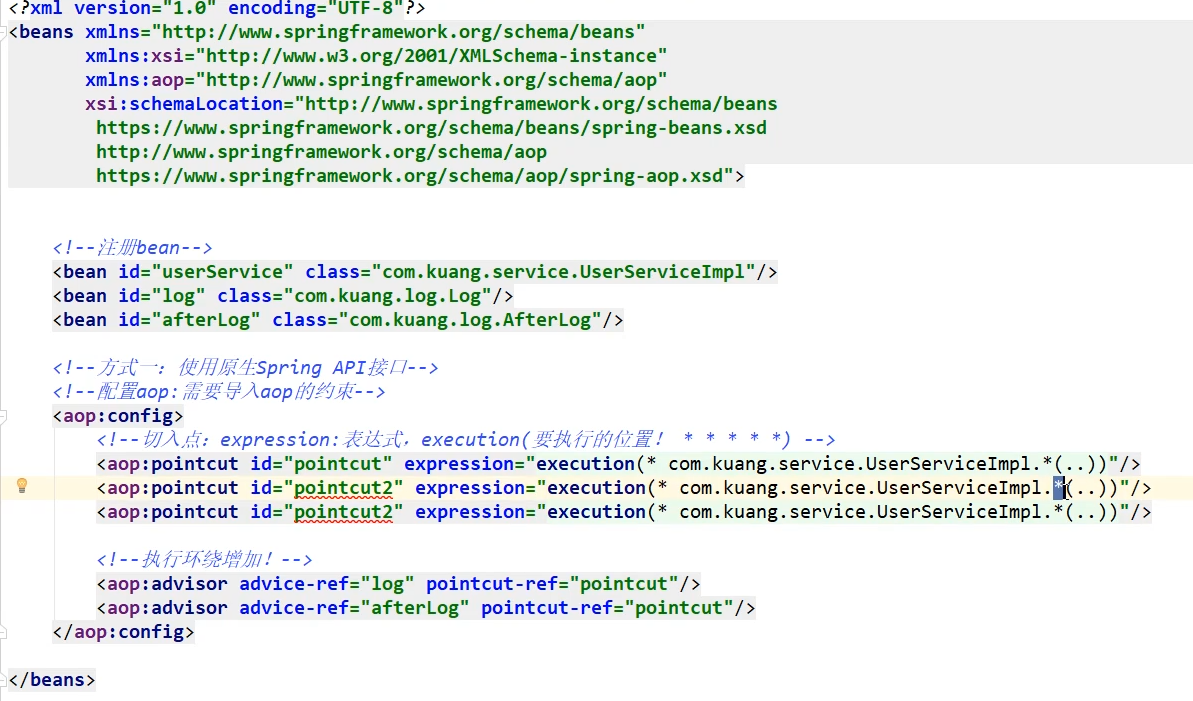 <?xml version="1.0" encoding="UTF-8"?>
<beans xmlns="http://www.springframework.org/schema/beans"
xmlns:xsi="http://www.w3.org/2001/XMLSchema-instance"
xmlns:aop="http://www.springframework.org/schema/aop"
xsi:schemaLocation="http://www.springframework.org/schema/beans
https://www.springframework.org/schema/beans/spring-beans.xsd
http://www.springframework.org/schema/aop
https://www.springframework.org/schema/aop/spring-aop.xsd">
<!--注册bean-->
<bean id="userService" class="com.kuang.service.UserServiceImpl"/>
<bean id="log" class="com.kuang.log.Log"/>
<bean id="afterLog" class="com.kuang.log.AfterLog"/>
<!--方式一：使用原生Spring API接口-->
<!--配置aop:需要导入aop的约束-->
<aop:config>
<!--切入点：expression:表达式，execution(要执行的位置！ * * * * *) -->
<aop:pointcut id="pointcut" expression="execution(* com.kuang.service.UserServiceImpl.*(..))"/>
<aop:pointcut id="pointcut2" expression="execution(* com.kuang.service.UserServiceImpl.*(..))"/>
<aop:pointcut id="pointcut2" expression="execution(* com.kuang.service.UserServiceImpl.*(..))"/>
<!--执行环绕增加！-->
<aop:advisor advice-ref="log" pointcut-ref="pointcut"/>
<aop:advisor advice-ref="afterLog" pointcut-ref="pointcut"/>
</aop:config>
</beans>